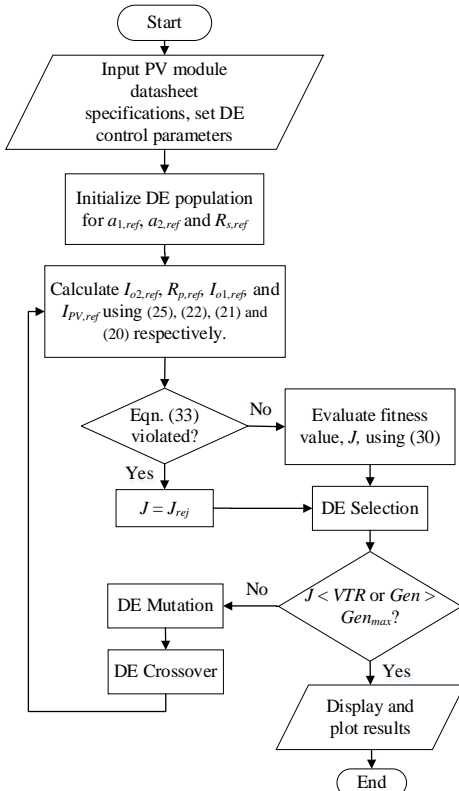 Start
Input PV module
datasheet
specifications, set DE
control parameters
Initialize DE population
for a1,ref, a2,ref and Rs,ref
Calculate Io2,ref, Rp,ref, Io1,ref, and
IPV,ref using (25), (22), (21) and
(20) respectively.
Eqn. (33)
violated?
No
Evaluate fitness
value, J, using (30)
Yes
J = Jrej
DE Selection
J < VTR or Gen >
Genmax?
No
DE Mutation
DE Crossover
Yes
Display and
plot results
End